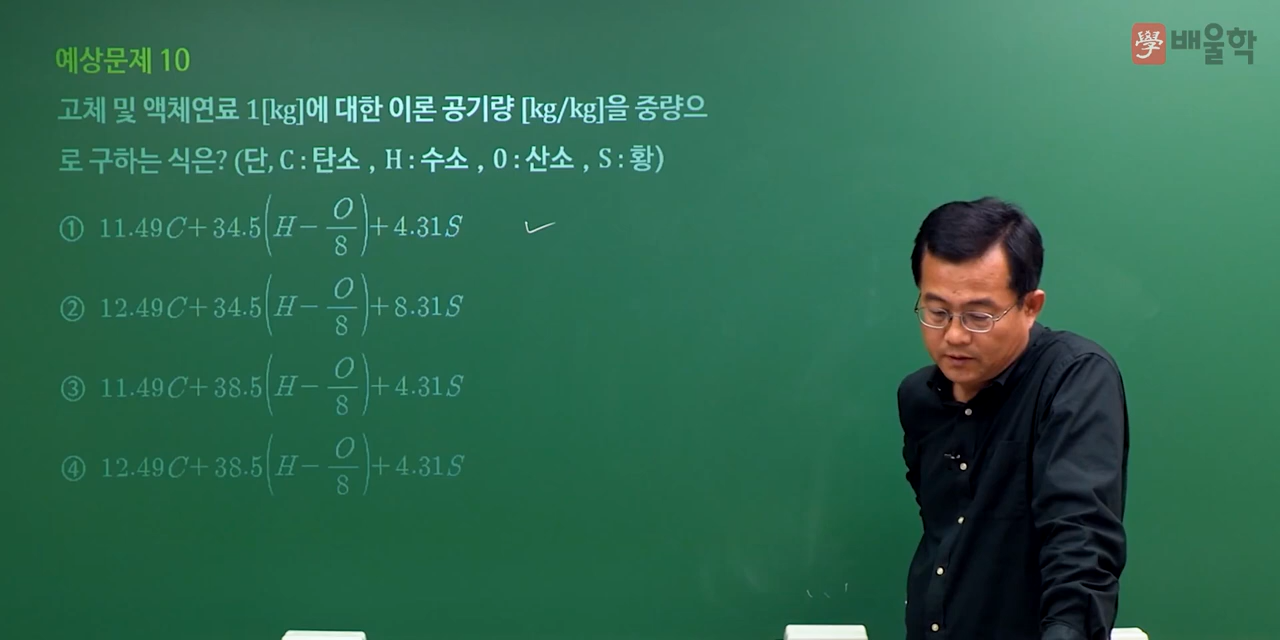 學 배울학
예상문제 10
고체 및 액체연료 1[kg]에 대한 이론 공기량 [kg/kg]을 중량으
로 구하는 식은? (단, C : 탄소 , H : 수소 , O : 산소 , S : 황)
① 11.49C+34.5(H-O/8)+4.31S
② 12.49C+34.5(H-O/8)+8.31S
③ 11.49C+38.5(H-O/8)+4.31S
④ 12.49C+38.5(H-O/8)+4.31S